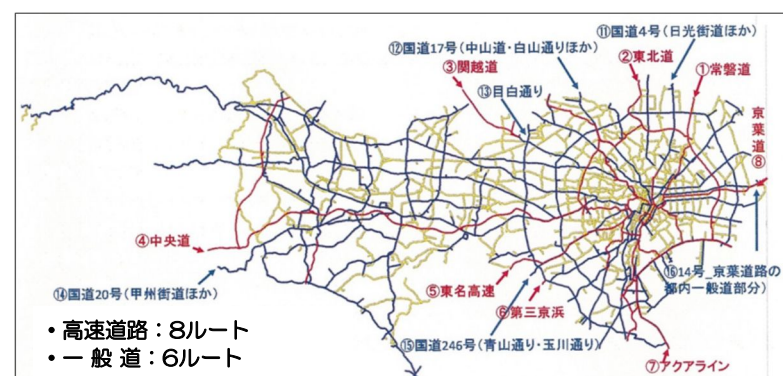 ⑪国道4号(日光街道ほか)
⑫国道17号(中山道・白山通りほか)
②東北道
③関越道
①常磐道
⑬目白通り
京葉道⑧
④中央道
⑭国道20号(甲州街道ほか)
⑤東名高速
⑥第三京浜
⑯14号_京葉道路の
都内一般道部分)
⑮国道246号(青山通り・玉川通り)
⑦アクアライン
・高速道路:8ルート
・一 般 道:6ルート